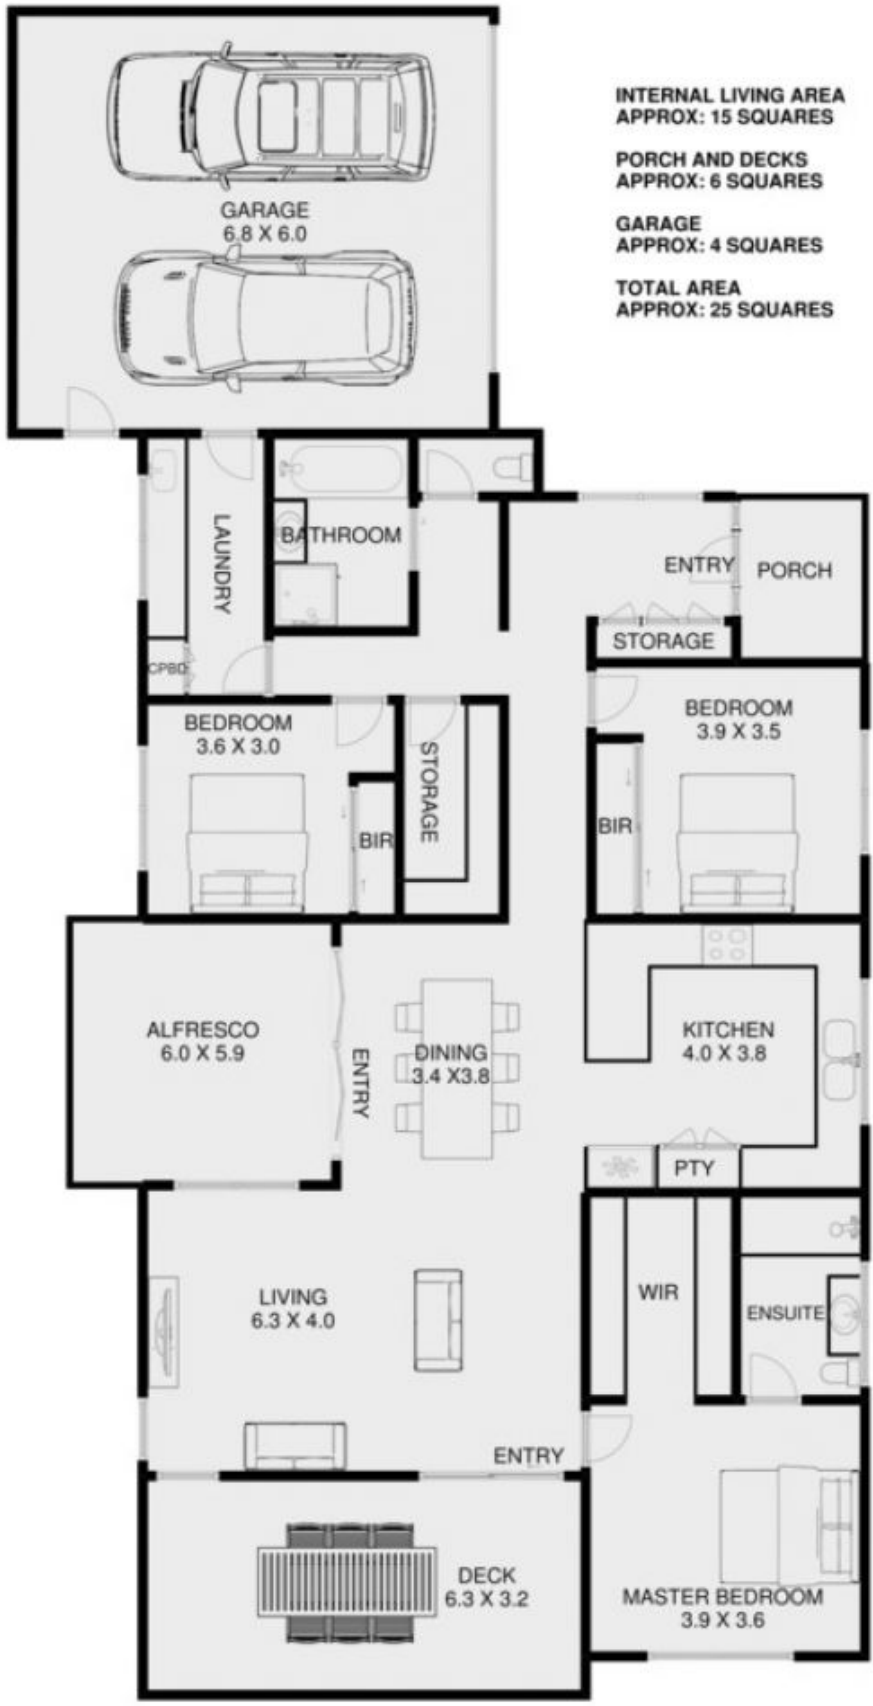 INTERNAL LIVING AREA
APPROX: 15 SQUARES
PORCH AND DECKS
APPROX: 6 SQUARES
GARAGE
APPROX: 4 SQUARES
TOTAL AREA
APPROX: 25 SQUARES
GARAGE
6.8 X 6.0
LAUNDRY
BATHROOM
ENTRY
PORCH
STORAGE
CPBD
BEDROOM
3.6 X 3.0
BIR
STORAGE
BEDROOM
3.9 X 3.5
BIR
ALFRESCO
6.0 X 5.9
ENTRY
DINING
3.4 X3.8
KITCHEN
4.0 X 3.8
PTY
LIVING
6.3 X 4.0
WIR
ENSUITE
ENTRY
DECK
6.3 X 3.2
MASTER BEDROOM
3.9 X 3.6